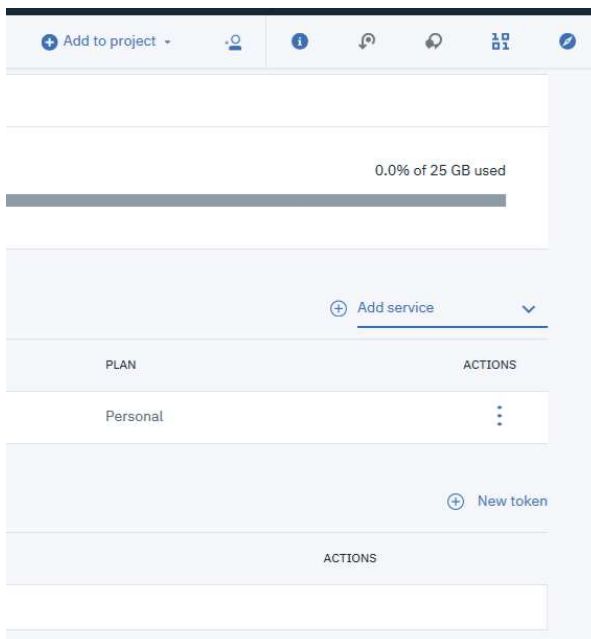 Add to project
0.0% of 25 GB used
Add service
PLAN ACTIONS
Personal
New token
ACTIONS